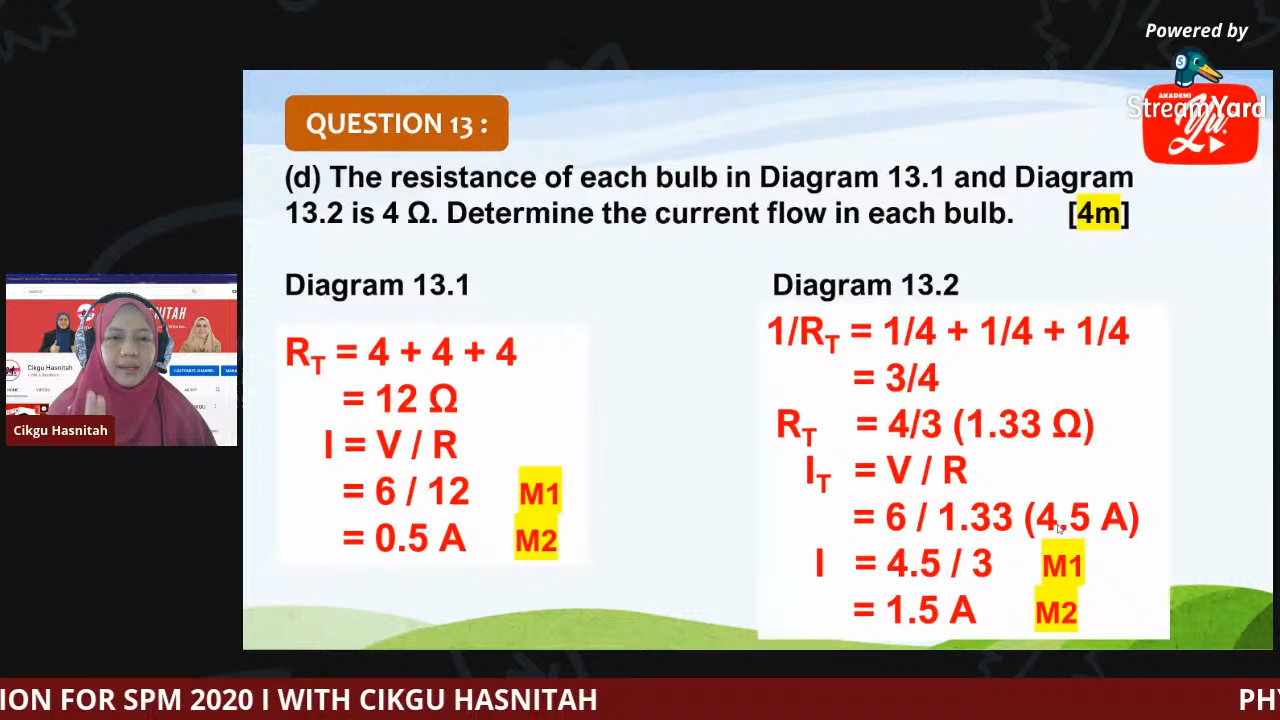 Powered by
StreamYard
AKADEMI
QUESTION 13 :
(d) The resistance of each bulb in Diagram 13.1 and Diagram
13.2 is 4 Ω. Determine the current flow in each bulb. [4m]
Diagram 13.1
R_T = 4 + 4 + 4
= 12 Ω
I = V / R
= 6 / 12 M1
= 0.5 A M2
Diagram 13.2
1/R_T = 1/4 + 1/4 + 1/4
= 3/4
R_T = 4/3 (1.33 Ω)
I_T = V / R
= 6 / 1.33 (4.5 A)
I = 4.5 / 3 M1
= 1.5 A M2
Cikgu Hasnitah
Cikgu Hasnitah
ION FOR SPM 2020 I WITH CIKGU HASNITAH
PH